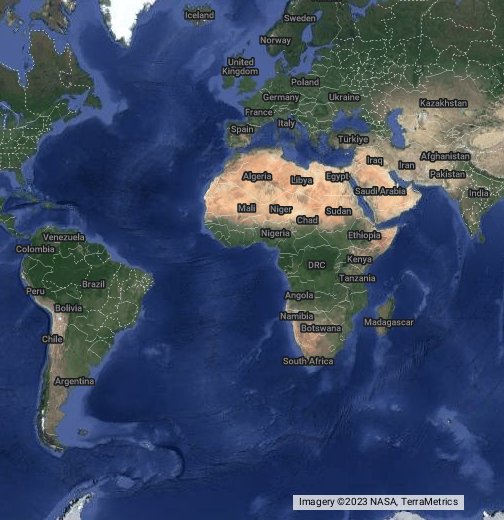 Iceland
Sweden
Norway
United
Kingdom
Poland
Germany
Ukraine
Kazakhstan
France
Italy
Spain
Türkiye
Iraq
Iran
Afghanistan
Pakistan
Algeria
Libya
Egypt
Saudi Arabia
India
Mali
Niger
Chad
Sudan
Nigeria
Ethiopia
Venezuela
Colombia
Kenya
DRC
Tanzania
Brazil
Peru
Angola
Bolivia
Namibia
Botswana
Madagascar
Chile
South Africa
Argentina
Imagery ©2023 NASA, TerraMetrics